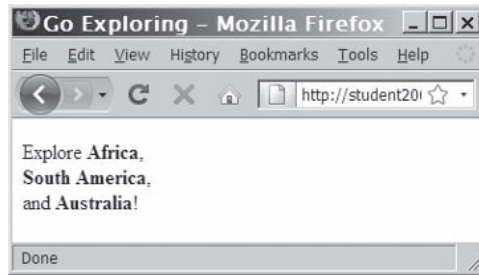 Go Exploring – Mozilla Firefox
File Edit View History Bookmarks Tools Help
http://student20
Explore Africa,
South America,
and Australia!
Done